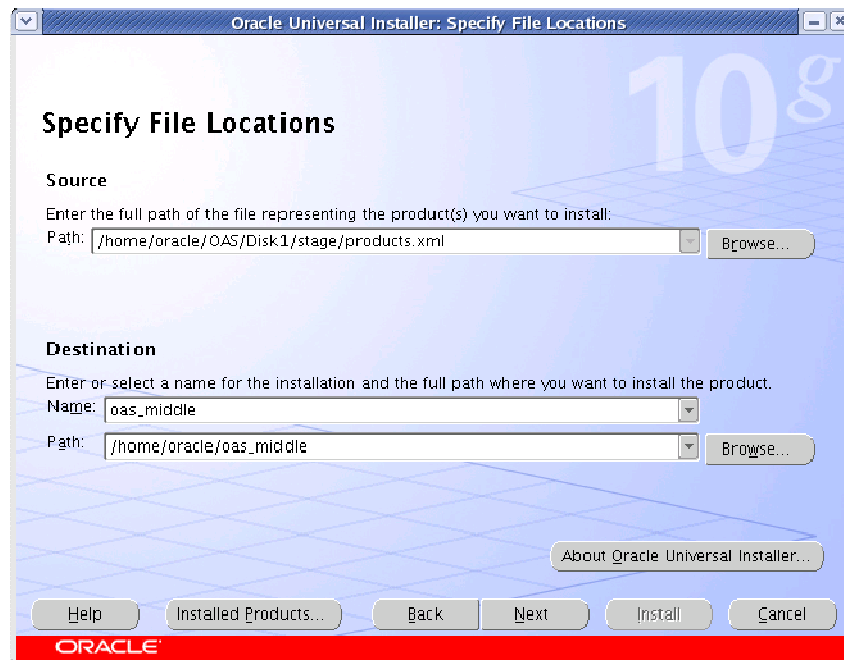 Oracle Universal Installer: Specify File Locations
10g
Specify File Locations
Source
Enter the full path of the file representing the product(s) you want to install:
Path: /home/oracle/OAS/Disk1/stage/products.xml Browse...
Destination
Enter or select a name for the installation and the full path where you want to install the product.
Name: oas_middle
Path: /home/oracle/oas_middle Browse...
About Oracle Universal Installer...
Help Installed Products... Back Next Install Cancel
ORACLE